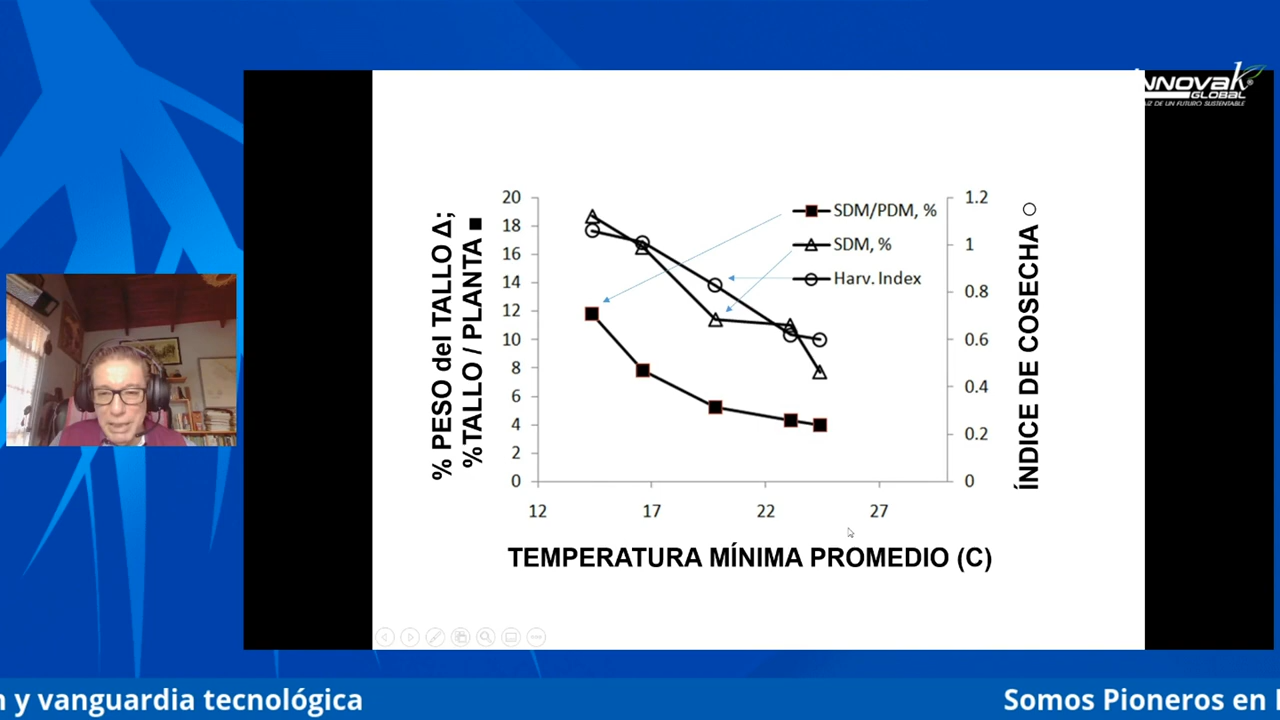 INNOVAK
GLOBAL
AÍZ DE UN FUTURO SUSTENTABLE
% PESO del TALLO Δ;
%TALLO / PLANTA ■
20
18
16
14
12
10
8
6
4
2
0
SDM/PDM, %
SDM, %
Harv. Index
1.2
1
0.8
0.6
0.4
0.2
0
ÍNDICE DE COSECHA ○
12 17 22 27
TEMPERATURA MÍNIMA PROMEDIO (C)
n y vanguardia tecnológica
Somos Pioneros en